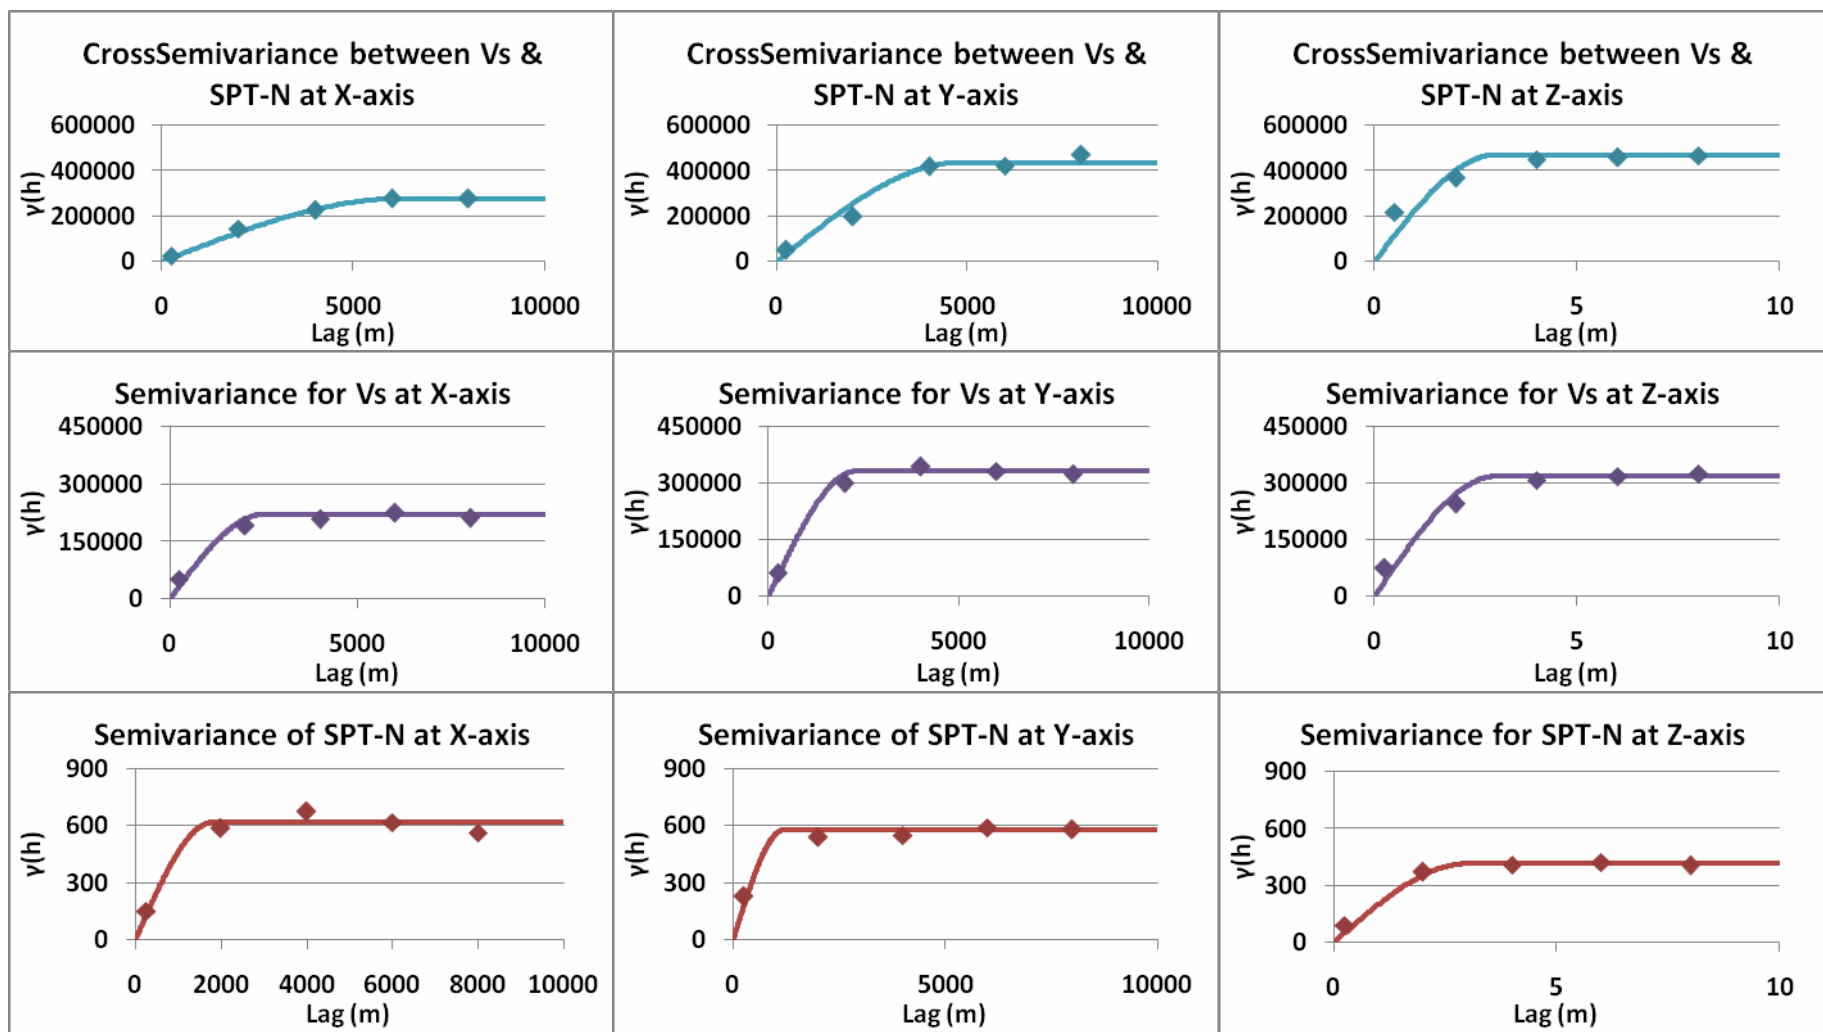 CrossSemivariance between Vs &
SPT-N at X-axis
600000
400000
200000
0
γ(h)
0 5000 10000
Lag (m)
CrossSemivariance between Vs &
SPT-N at Y-axis
600000
400000
200000
0
γ(h)
0 5000 10000
Lag (m)
CrossSemivariance between Vs &
SPT-N at Z-axis
600000
400000
200000
0
γ(h)
0 5 10
Lag (m)
Semivariance for Vs at X-axis
450000
300000
150000
0
γ(h)
0 5000 10000
Lag (m)
Semivariance for Vs at Y-axis
450000
300000
150000
0
γ(h)
0 5000 10000
Lag (m)
Semivariance for Vs at Z-axis
450000
300000
150000
0
γ(h)
0 5 10
Lag (m)
Semivariance of SPT-N at X-axis
900
600
300
0
γ(h)
0 2000 4000 6000 8000 10000
Lag (m)
Semivariance of SPT-N at Y-axis
900
600
300
0
γ(h)
0 5000 10000
Lag (m)
Semivariance for SPT-N at Z-axis
900
600
300
0
γ(h)
0 5 10
Lag (m)